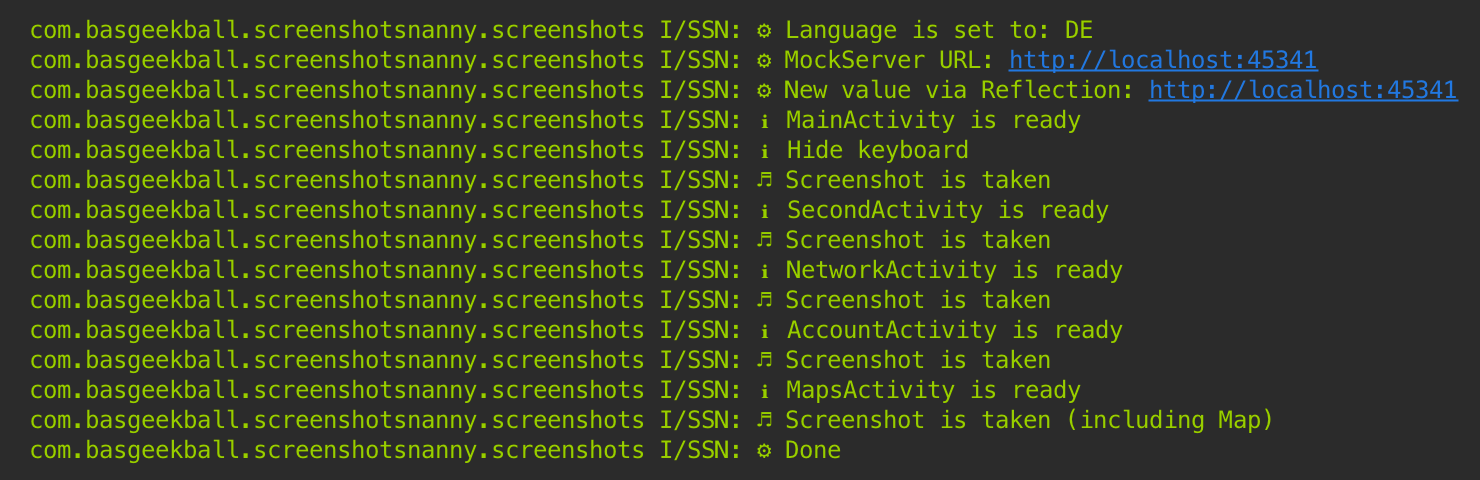 com.basgeekball.screenshotsnanny.screenshots I/SSN: ⚙ Language is set to: DE
com.basgeekball.screenshotsnanny.screenshots I/SSN: ⚙ MockServer URL: http://localhost:45341
com.basgeekball.screenshotsnanny.screenshots I/SSN: ⚙ New value via Reflection: http://localhost:45341
com.basgeekball.screenshotsnanny.screenshots I/SSN: ℹ MainActivity is ready
com.basgeekball.screenshotsnanny.screenshots I/SSN: ℹ Hide keyboard
com.basgeekball.screenshotsnanny.screenshots I/SSN: ♬ Screenshot is taken
com.basgeekball.screenshotsnanny.screenshots I/SSN: ℹ SecondActivity is ready
com.basgeekball.screenshotsnanny.screenshots I/SSN: ♬ Screenshot is taken
com.basgeekball.screenshotsnanny.screenshots I/SSN: ℹ NetworkActivity is ready
com.basgeekball.screenshotsnanny.screenshots I/SSN: ♬ Screenshot is taken
com.basgeekball.screenshotsnanny.screenshots I/SSN: ℹ AccountActivity is ready
com.basgeekball.screenshotsnanny.screenshots I/SSN: ♬ Screenshot is taken
com.basgeekball.screenshotsnanny.screenshots I/SSN: ℹ MapsActivity is ready
com.basgeekball.screenshotsnanny.screenshots I/SSN: ♬ Screenshot is taken (including Map)
com.basgeekball.screenshotsnanny.screenshots I/SSN: ⚙ Done